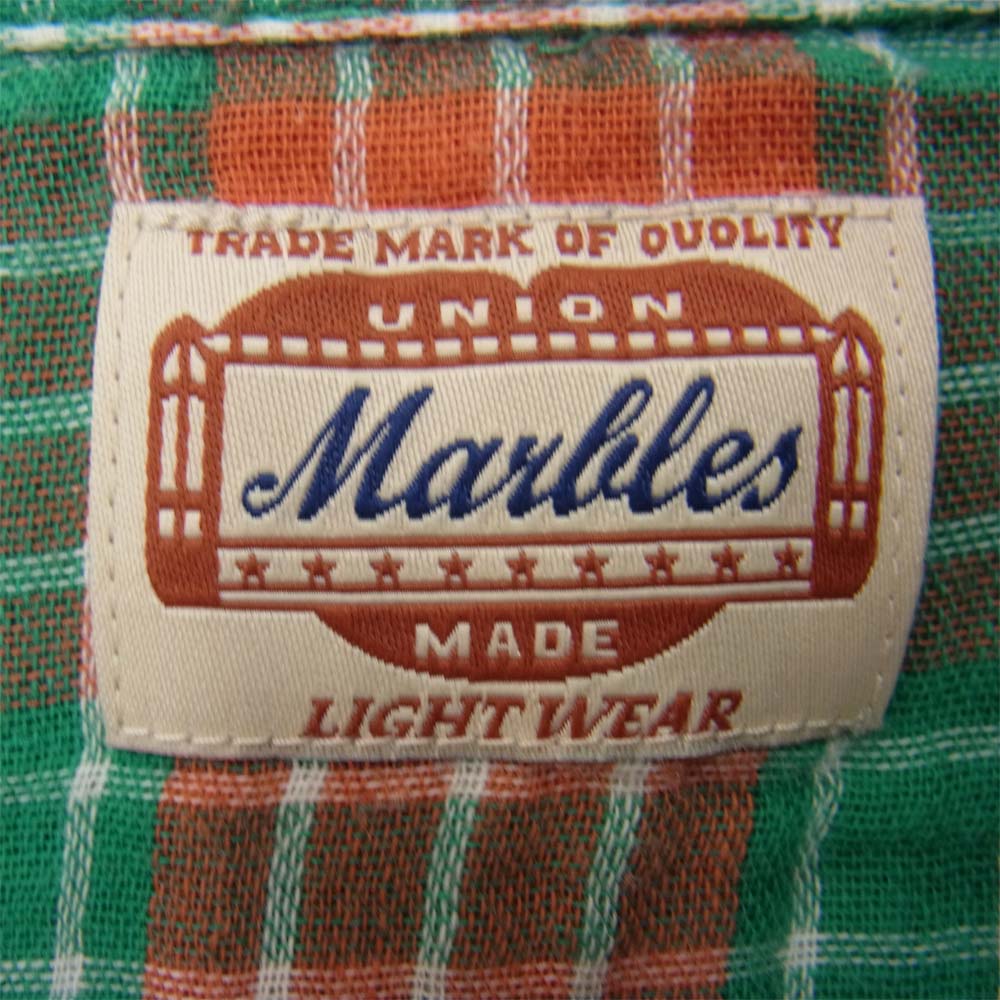 TRADE MARK OF QUOLITY
UNION
Marbles
MADE
LIGHT WEAR